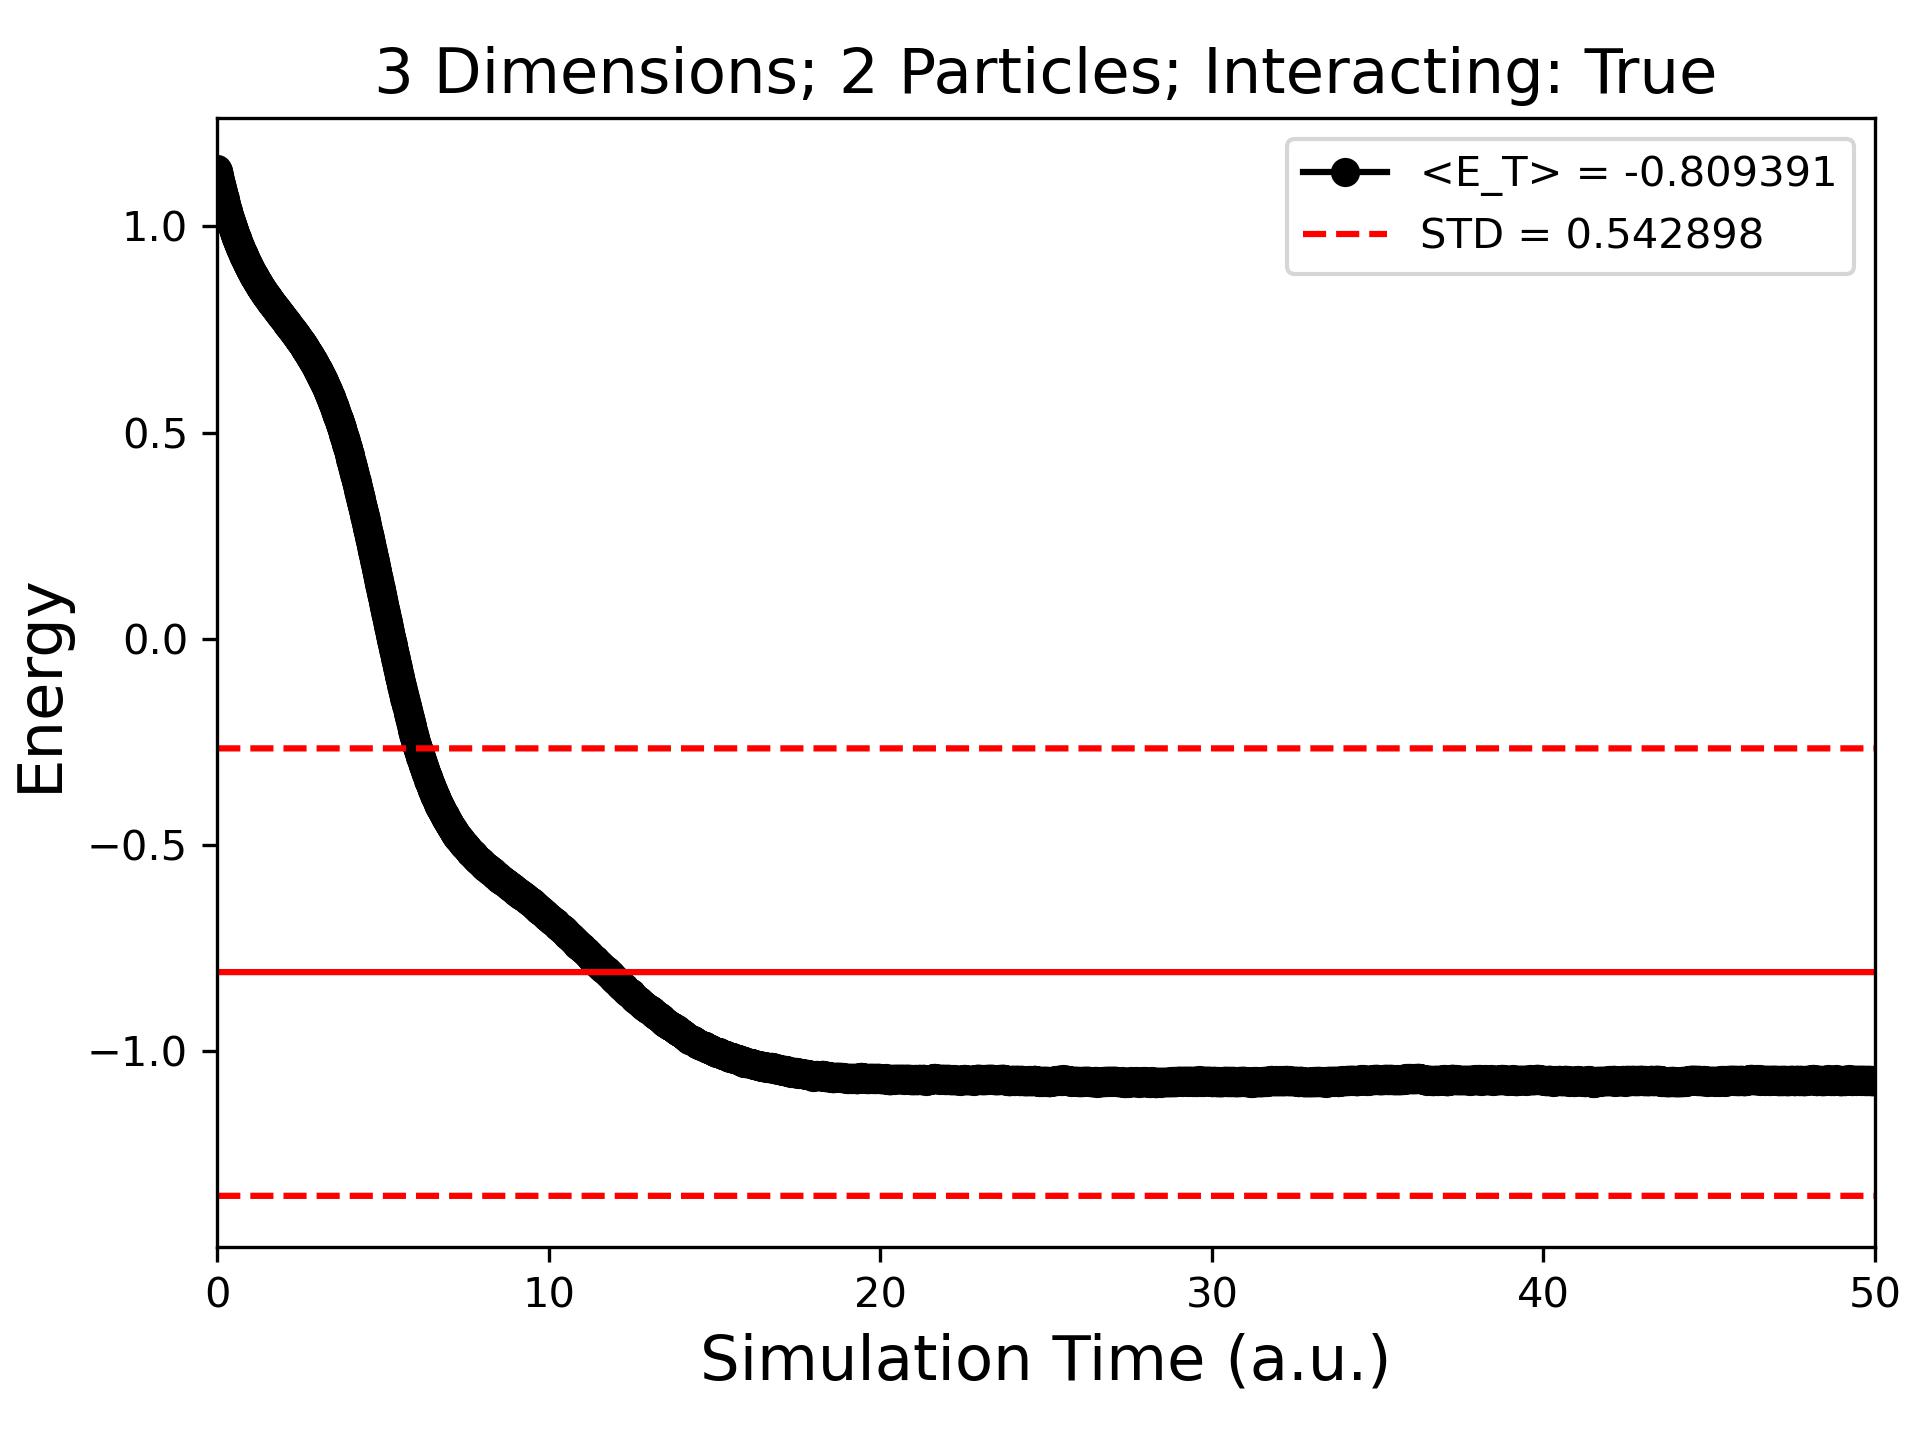 3 Dimensions; 2 Particles; Interacting: True
<E_T> = -0.809391
STD = 0.542898
Energy
1.0
0.5
0.0
−0.5
−1.0
0 10 20 30 40 50
Simulation Time (a.u.)